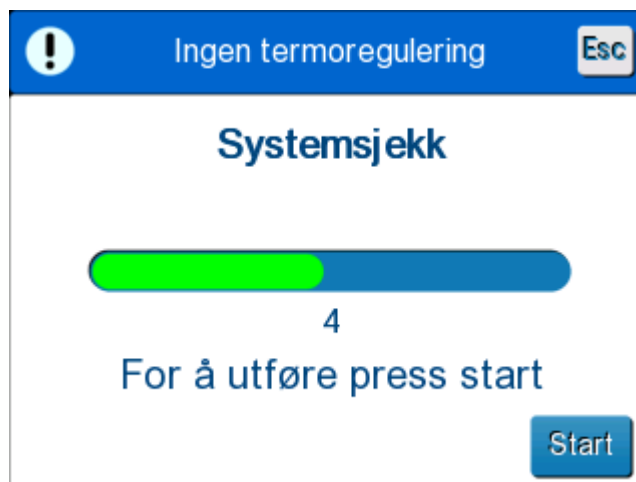 Ingen termoregulering
Esc
Systemsjekk
4
For å utføre press start
Start